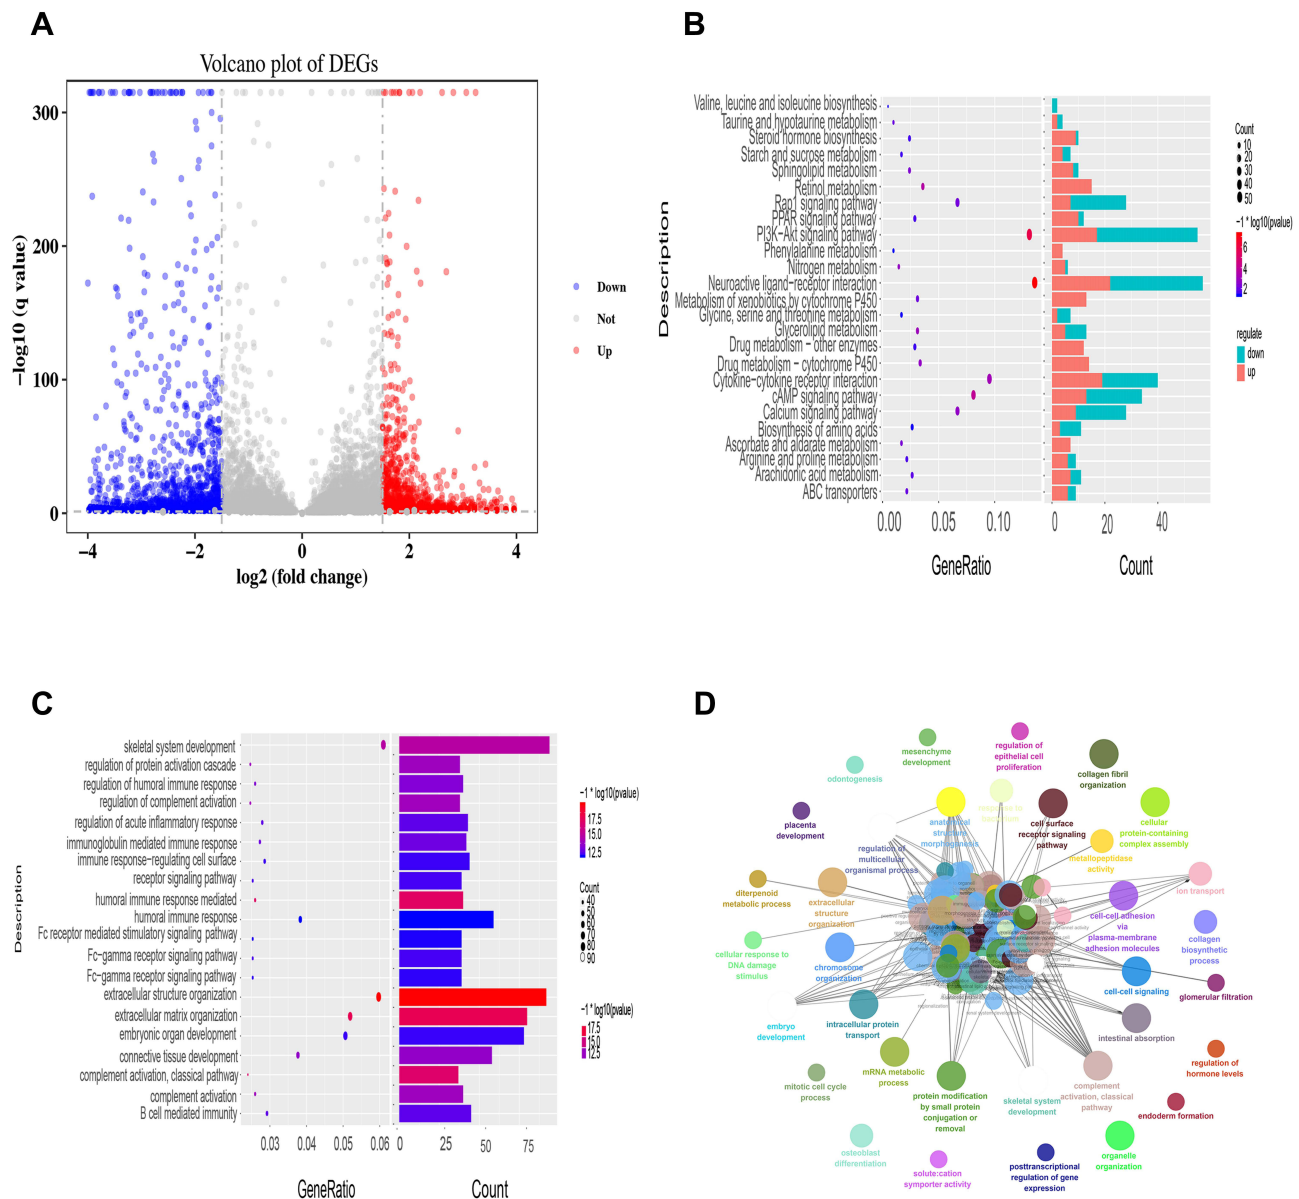 A
Volcano plot of DEGs
−log10 (q value)
300
200
100
0
−4
−2
0
2
4
log2 (fold change)
Down
Not
Up
B
Description
Valine, leucine and isoleucine biosynthesis
Taurine and hypotaurine metabolism
Steroid hormone biosynthesis
Starch and sucrose metabolism
Sphingolipid metabolism
Retinol metabolism
Rap1 signaling pathway
PPAR signaling pathway
PI3K−Akt signaling pathway
Phenylalanine metabolism
Nitrogen metabolism
Neuroactive ligand−receptor interaction
Metabolism of xenobiotics by cytochrome P450
Glycine, serine and threonine metabolism
Glycerolipid metabolism
Drug metabolism − other enzymes
Drug metabolism − cytochrome P450
Cytokine−cytokine receptor interaction
cAMP signaling pathway
Calcium signaling pathway
Biosynthesis of amino acids
Ascorbate and aldarate metabolism
Arginine and proline metabolism
Arachidonic acid metabolism
ABC transporters
0.00
0.05
0.10
GeneRatio
0
20
40
Count
Count
10
20
30
40
50
−1 * log10(pvalue)
6
4
2
regulate
down
up
C
Description
skeletal system development
regulation of protein activation cascade
regulation of humoral immune response
regulation of complement activation
regulation of acute inflammatory response
immunoglobulin mediated immune response
immune response−regulating cell surface
receptor signaling pathway
humoral immune response mediated
humoral immune response
Fc receptor mediated stimulatory signaling pathway
Fc−gamma receptor signaling pathway
Fc−gamma receptor signaling pathway
extracellular structure organization
extracellular matrix organization
embryonic organ development
connective tissue development
complement activation, classical pathway
complement activation
B cell mediated immunity
0.03
0.04
0.05
0.06
GeneRatio
0
25
50
75
Count
−1 * log10(pvalue)
17.5
15.0
12.5
Count
40
50
60
70
80
90
−1 * log10(pvalue)
17.5
15.0
12.5
D
mesenchyme
development
regulation of
epithelial cell
proliferation
collagen fibril
organization
odontogenesis
placenta
development
anatomical
structure
morphogenesis
response to
cell surface
receptor signaling
pathway
cellular
protein-containing
complex assembly
regulation of
multicellular
organismal process
metallopeptidase
activity
diterpenoid
metabolic process
extracellular
structure
organization
ion transport
cell-cell adhesion
via
plasma-membrane
adhesion molecules
collagen
biosynthetic
process
cellular response to
DNA damage
stimulus
chromosome
organization
cell-cell signaling
glomerular filtration
embryo
development
intracellular protein
transport
intestinal absorption
mitotic cell cycle
process
mRNA metabolic
process
protein modification
by small protein
conjugation or
removal
skeletal system
development
complement
activation, classical
pathway
regulation of
hormone levels
endoderm formation
osteoblast
differentiation
solute:cation
symporter activity
posttranscriptional
regulation of gene
expression
organelle
organization